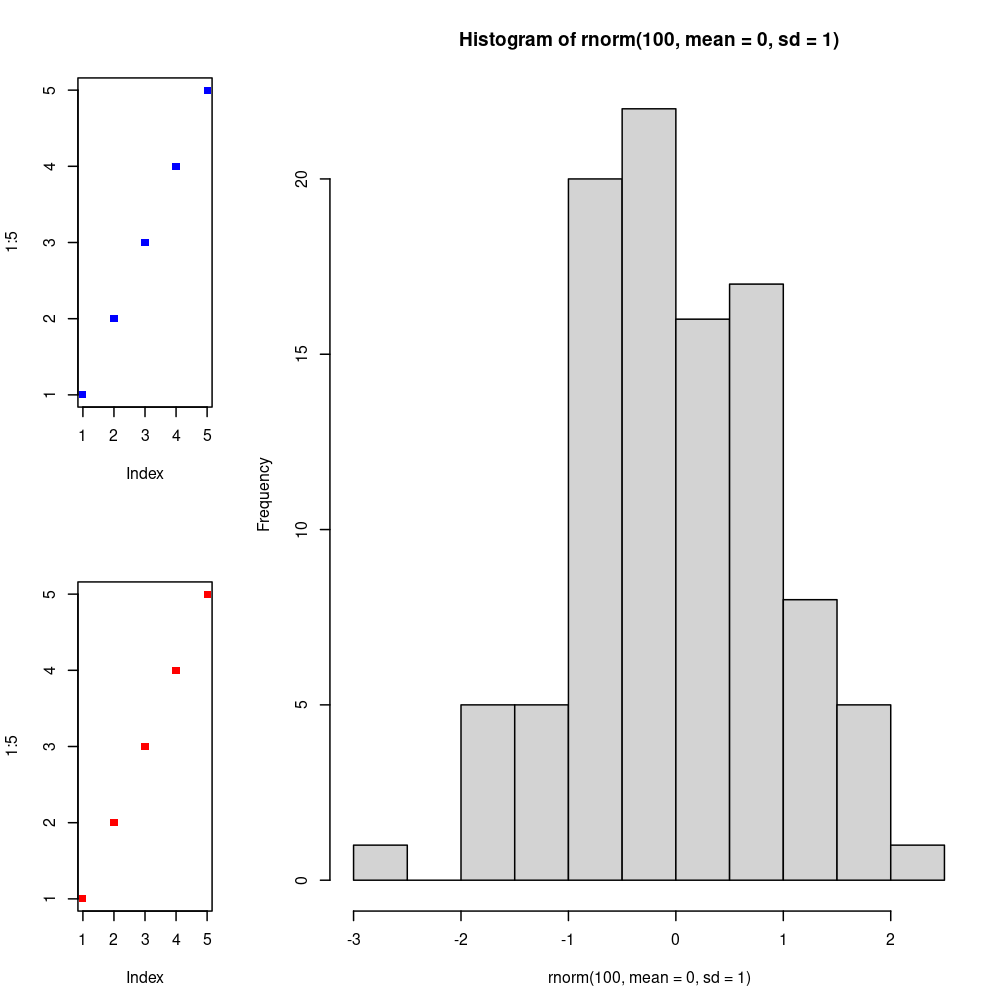 5
4
3
2
1
1:5
1 2 3 4 5
Index
5
4
3
2
1
1:5
1 2 3 4 5
Index
Histogram of rnorm(100, mean = 0, sd = 1)
20
15
10
5
0
Frequency
-3 -2 -1 0 1 2
rnorm(100, mean = 0, sd = 1)